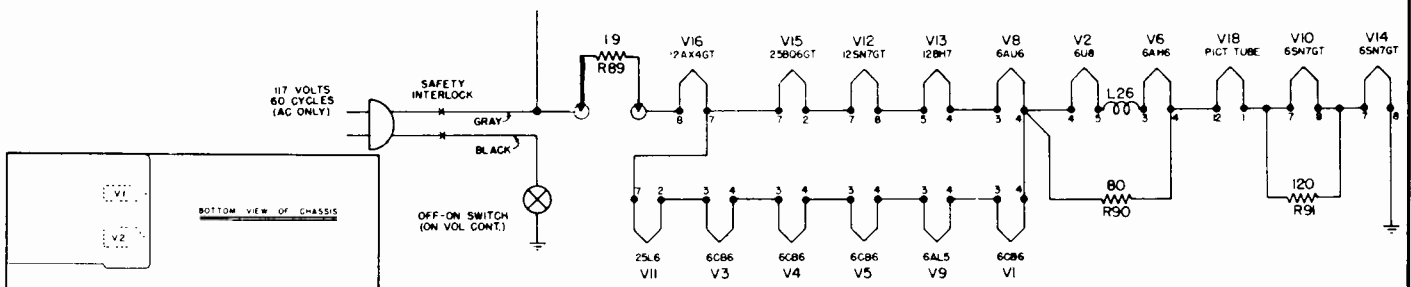 117 VOLTS
60 CYCLES
(AC ONLY)
SAFETY
INTERLOCK
GRAY
BLACK
OFF-ON SWITCH
(ON VOL CONT.)
BOTTOM VIEW OF CHASSIS
V1
V2
19
R89
V16
12AX4GT
8 7
V15
25BQ6GT
7 2
V12
12SN7GT
7 8
V13
12BH7
5 4
V8
6AU6
3 4
V2
6U8
4 5
L26
V6
6AH6
3 4
V18
PICT TUBE
12 1
V10
6SN7GT
7 8
V14
6SN7GT
7 8
80
R90
120
R91
7 2
25L6
V11
3 4
6CB6
V3
3 4
6CB6
V4
3 4
6CB6
V5
3 4
6AL5
V9
3 4
6CB6
V1